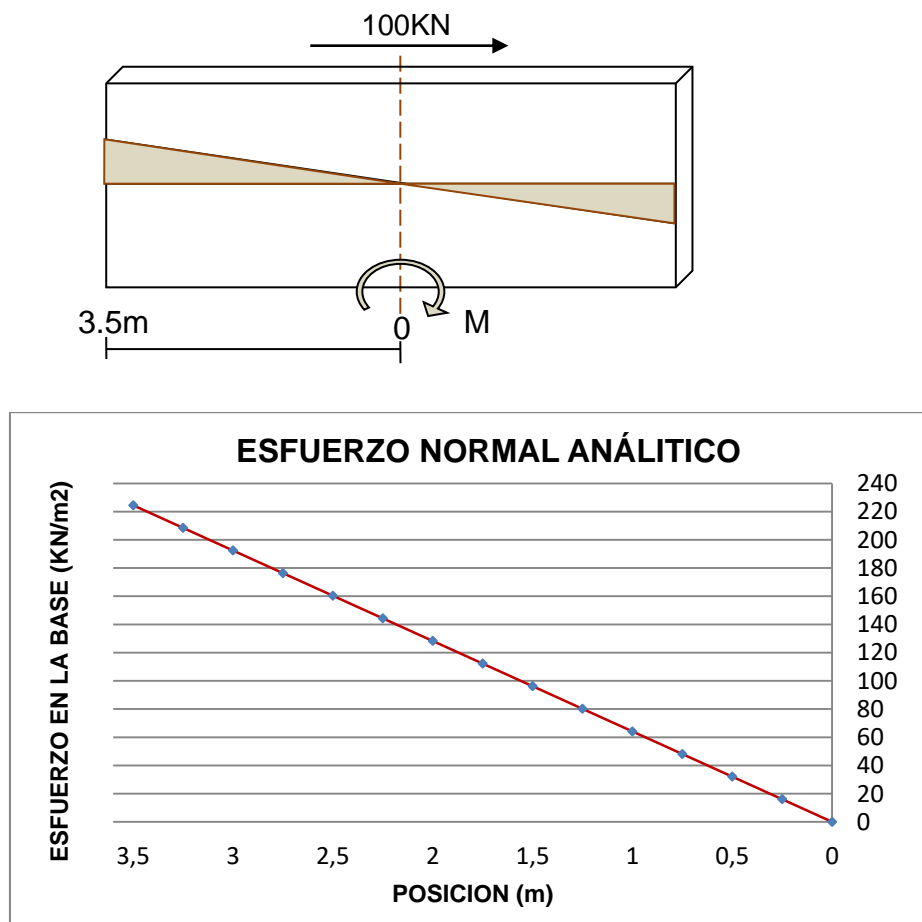 100KN
3.5m
0
M
ESFUERZO NORMAL ANÁLITICO
ESFUERZO EN LA BASE (KN/m2)
240
220
200
180
160
140
120
100
80
60
40
20
0
3,5 3 2,5 2 1,5 1 0,5 0
POSICION (m)